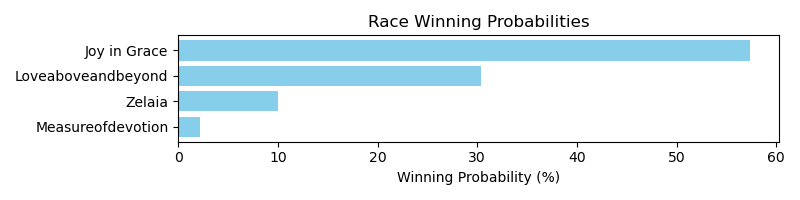 Race Winning Probabilities
Joy in Grace
Loveaboveandbeyond
Zelaia
Measureofdevotion
0 10 20 30 40 50 60
Winning Probability (%)